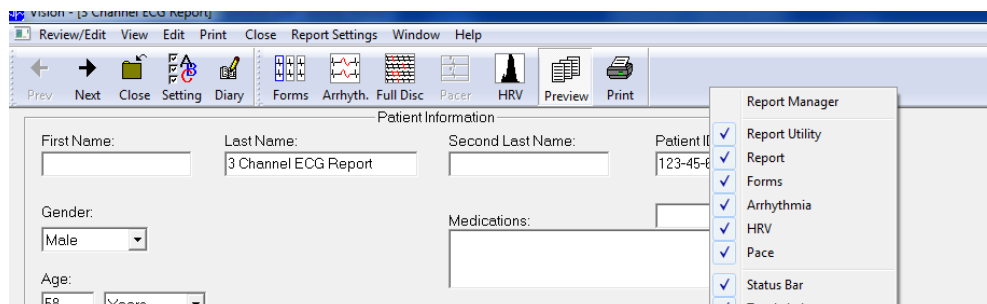 Vision - [3 Channel ECG Report]
Review/Edit View Edit Print Close Report Settings Window Help
Prev Next Close Setting Diary Forms Arrhyth. Full Disc Pacer HRV Preview Print
Report Manager
Patient Information
First Name: Last Name: Second Last Name: Patient I
Report Utility
3 Channel ECG Report 123-45-
Report
Forms
Gender:
Arrhythmia
Medications:
HRV
Male
Pace
Age:
Status Bar
58 Years